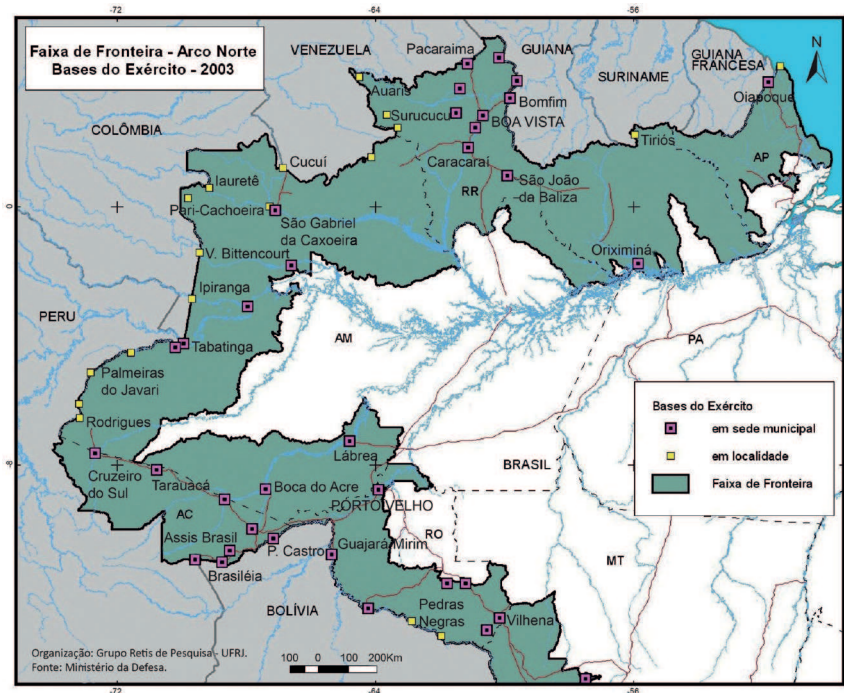 -72
-64
-56
Faixa de Fronteira - Arco Norte
Bases do Exército - 2003
VENEZUELA
Pacaraima
GUIANA
SURINAME
GUIANA
FRANCESA
N
Auaris
Surucucu
Bomfim
BOA VISTA
Oiapoque
COLÔMBIA
Tiriós
Caracaraí
AP
Cucuí
Iauretê
São João
da Baliza
RR
0
Pari-Cachoeira
São Gabriel
da Caxoeira
V. Bittencourt
Oriximiná
Ipiranga
PERU
Tabatinga
AM
PA
Palmeiras
do Javari
Rodrigues
Bases do Exército
em sede municipal
em localidade
Faixa de Fronteira
Lábrea
BRASIL
-8
Cruzeiro
do Sul
Tarauacá
Boca do Acre
PORTO VELHO
AC
RO
Assis Brasil
P. Castro
Guajará Mirim
MT
Brasiléia
BOLÍVIA
Pedras
Negras
Vilhena
Organização: Grupo Retis de Pesquisa - UFRJ.
Fonte: Ministério da Defesa.
100 0 100 200Km
-72
-64
-56